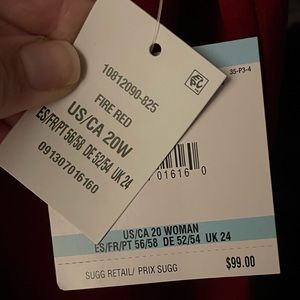 10812090-825
FIRE RED
US/CA 20W
ES/FR/PT 56/58 DE 52/54 UK 24
091307016160
35-P3-4
01616 0
US/CA 20 WOMAN
ES/FR/PT 56/58 DE 52/54 UK 24
SUGG RETAIL/ PRIX SUGG $99.00